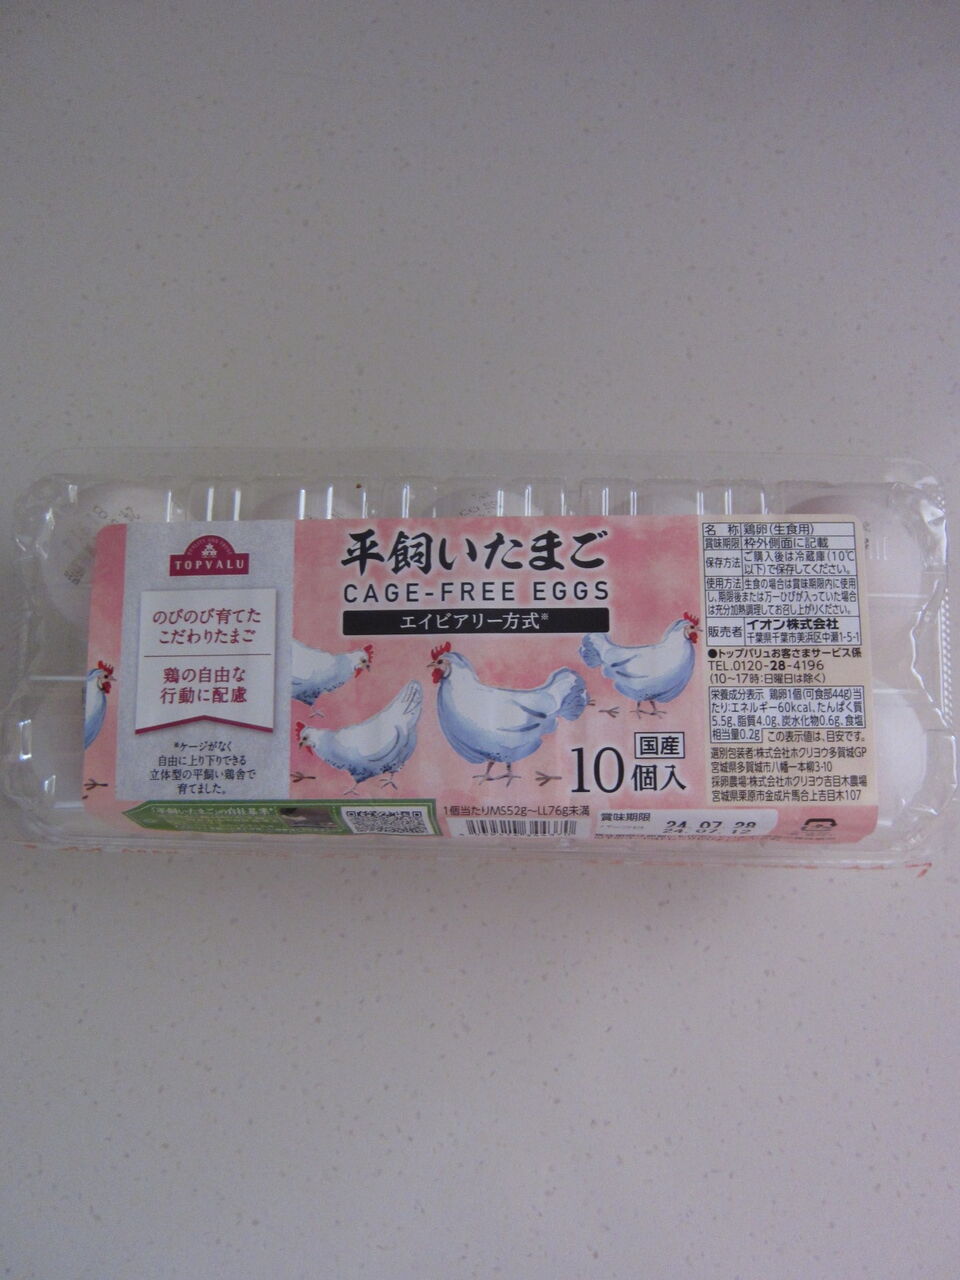 TOPVALU
のびのび育てた
こだわりたまご
鶏の自由な
行動に配慮
*ケージがなく
自由に上り下りできる
立体型の平飼い鶏舎で
育てました。
平飼いたまご
CAGE-FREE EGGS
エイビアリー方式※
国産
10個入
名 称 鶏卵(生食用)
賞味期限 枠外側面に記載
保存方法 ご購入後は冷蔵庫(10℃
以下)で保存してください。
使用方法 生食の場合は賞味期限内に使用
し、期限後または万一ひびが入っていた場合
は充分加熱調理してお召し上がりください。
販売者 イオン株式会社
千葉県千葉市美浜区中瀬1-5-1
●トップバリュお客さまサービス係
TEL.0120-28-4196
(10~17時:日曜日は除く)
栄養成分表示 鶏卵1個(可食部44g)当
たり:エネルギー60kcal、たんぱく質
5.5g、脂質4.0g、炭水化物0.6g、食塩
相当量0.2g この表示値は、目安です。
選別包装者:株式会社ホクリヨウ多賀城GP
宮城県多賀城市八幡一本柳3-10
採卵農場:株式会社ホクリヨウ吉目木農場
宮城県栗原市金成片馬合上吉目木107
「平飼いたまご」の自社基準
1個当たりMS52g~LL76g未満
賞味期限
24.07.28
24.07.12